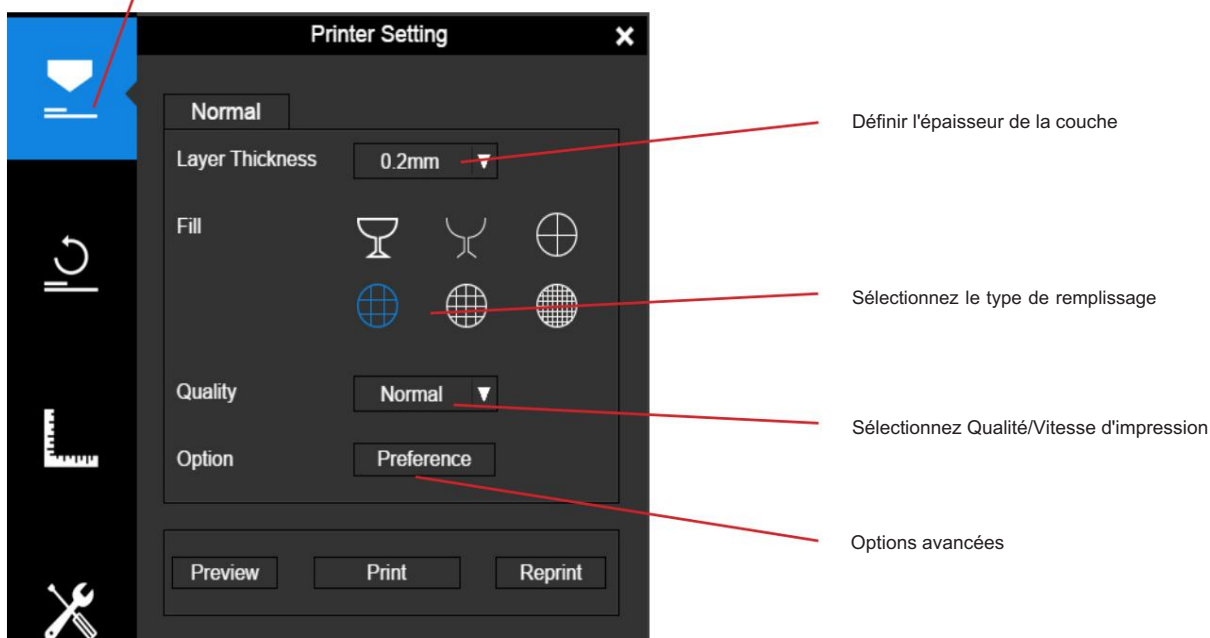 Printer Setting
Normal
Définir l'épaisseur de la couche
Layer Thickness 0.2mm
Fill
Sélectionnez le type de remplissage
Quality Normal
Sélectionnez Qualité/Vitesse d'impression
Option Preference
Options avancées
Preview Print Reprint